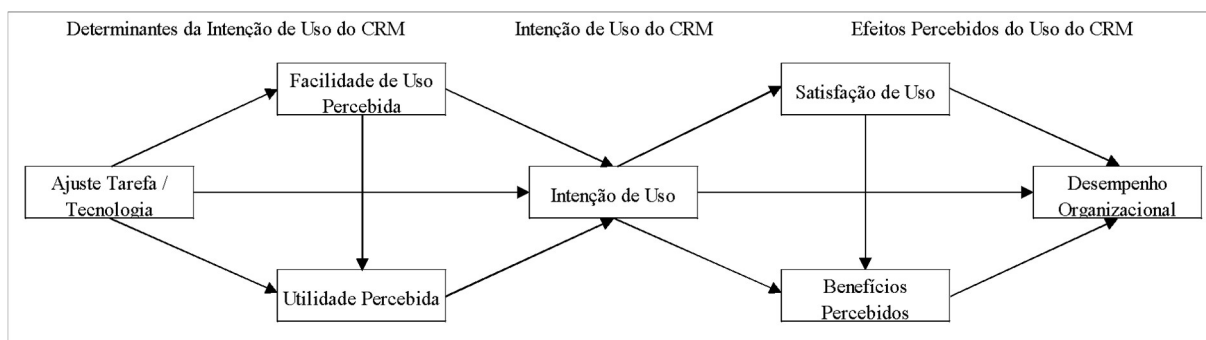 Determinantes da Intenção de Uso do CRM
Intenção de Uso do CRM
Efeitos Percebidos do Uso do CRM
Facilidade de Uso
Percebida
Satisfação de Uso
Ajuste Tarefa /
Tecnologia
Intenção de Uso
Desempenho
Organizacional
Utilidade Percebida
Benefícios
Percebidos